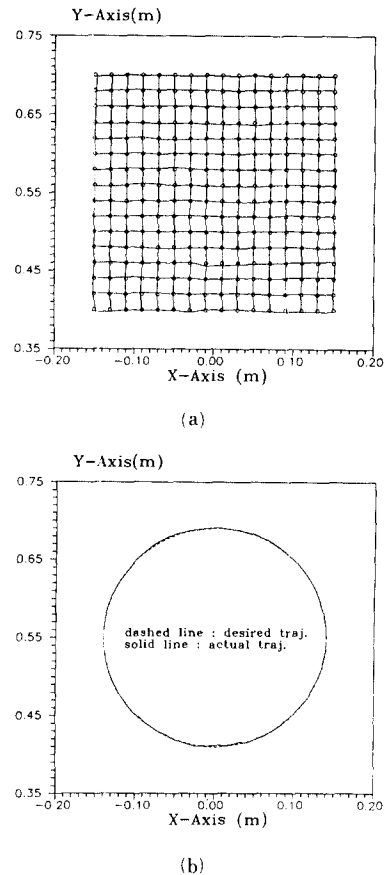 Y-Axis(m)
0.75
0.65
0.55
0.45
0.35
-0.20 -0.10 0.00 0.10 0.20
X-Axis (m)
(a)
Y-Axis(m)
0.75
0.65
0.55
0.45
0.35
dashed line : desired traj.
solid line : actual traj.
-0.20 -0.10 0.00 0.10 0.20
X-Axis (m)
(b)